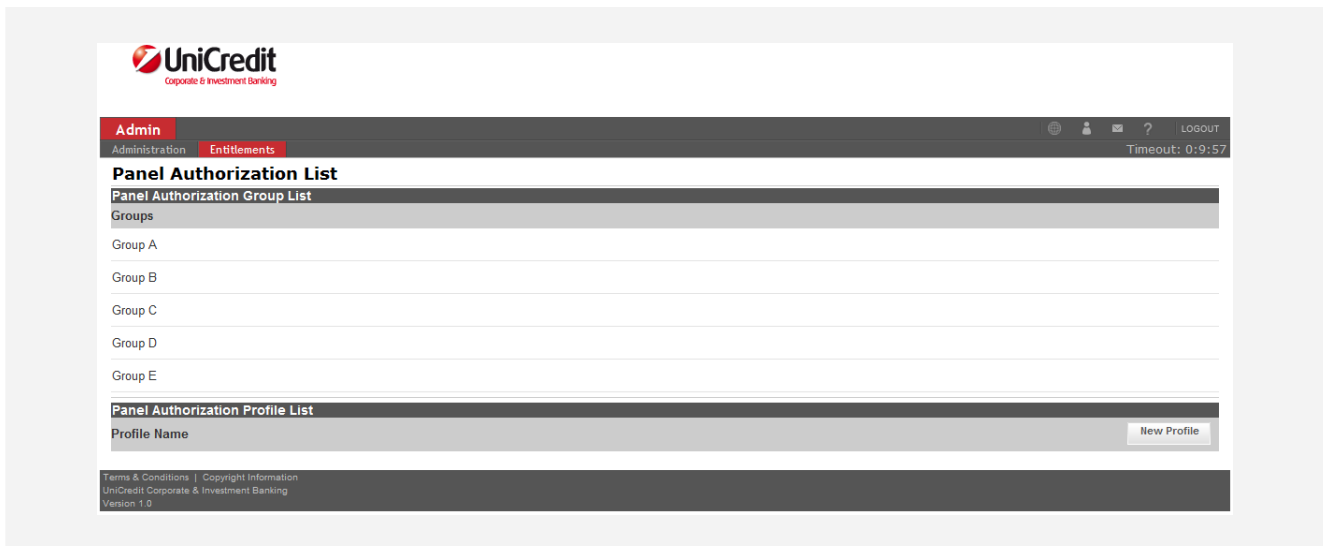 UniCredit
Corporate & Investment Banking
Admin
? LOGOUT
Administration Entitlements Timeout: 0:9:57
Panel Authorization List
Panel Authorization Group List
Groups
Group A
Group B
Group C
Group D
Group E
Panel Authorization Profile List
Profile Name New Profile
Terms & Conditions | Copyright Information
UniCredit Corporate & Investment Banking
Version 1.0